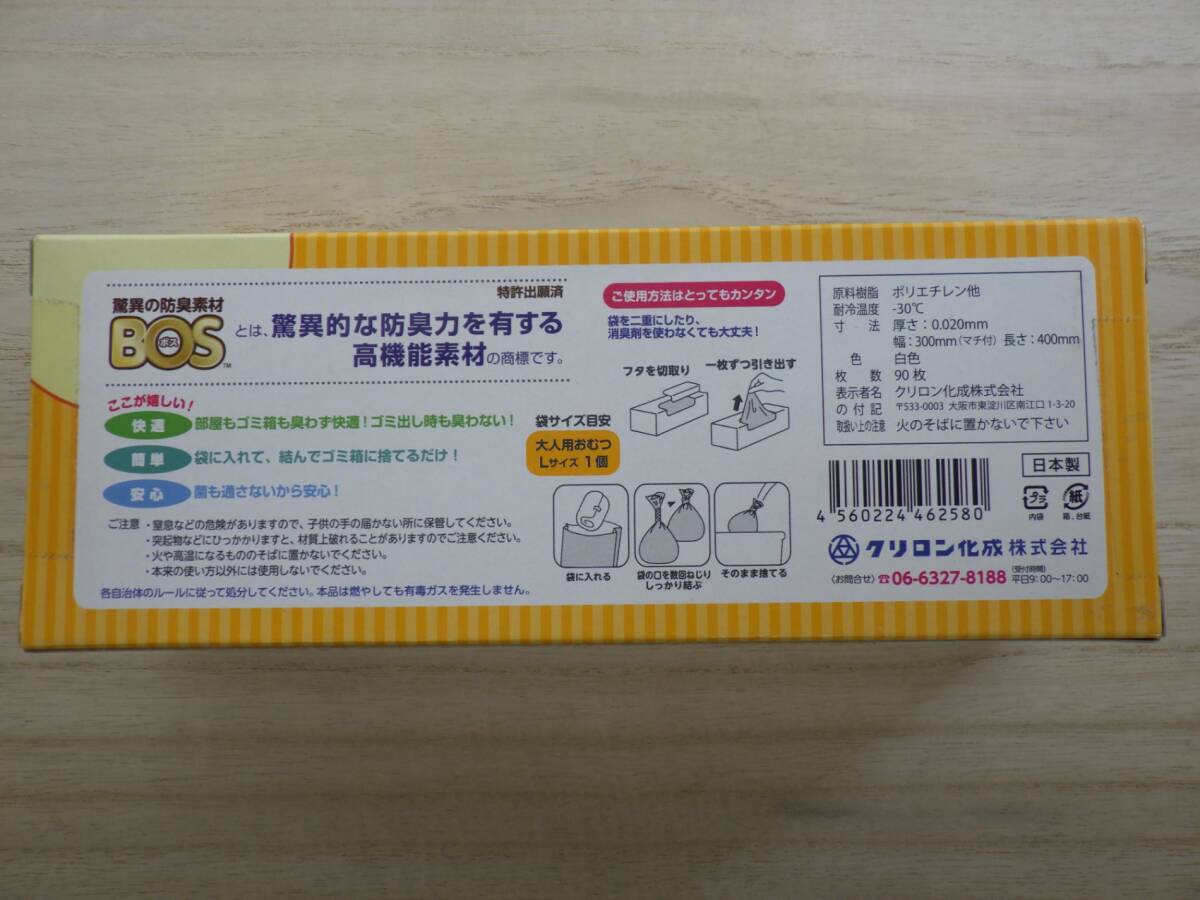 驚異の防臭素材
BOS
ボス
TM
特許出願済
とは、驚異的な防臭力を有する
高機能素材の商標です。
ここが嬉しい!
快適 部屋もゴミ箱も臭わず快適!ゴミ出し時も臭わない!
簡単 袋に入れて、結んでゴミ箱に捨てるだけ!
安心 菌も通さないから安心!
袋サイズ目安
大人用おむつ
Lサイズ 1個
ご注意 ・窒息などの危険がありますので、子供の手の届かない所に保管してください。
・突起物などにひっかかりますと、材質上破れることがありますのでご注意ください。
・火や高温になるもののそばに置かないでください。
・本来の使い方以外には使用しないでください。
各自治体のルールに従って処分してください。本品は燃やしても有毒ガスを発生しません。
ご使用方法はとってもカンタン
袋を二重にしたり、
消臭剤を使わなくても大丈夫!
フタを切取り
一枚ずつ引き出す
袋に入れる
袋の口を数回ねじり
しっかり結ぶ
そのまま捨てる
原料樹脂 ポリエチレン他
耐冷温度 -30℃
寸法 厚さ:0.020mm
幅:300mm(マチ付) 長さ:400mm
色 白色
枚数 90枚
表示者名 クリロン化成株式会社
の付記 〒533-0003 大阪市東淀川区南江口1-3-20
取扱い上の注意 火のそばに置かないで下さい
4 560224 462580
日本製
プラ
内袋
紙
箱、台紙
クリロン化成株式会社
〈お問合せ〉☎06-6327-8188 (受付時間) 平日9:00〜17:00